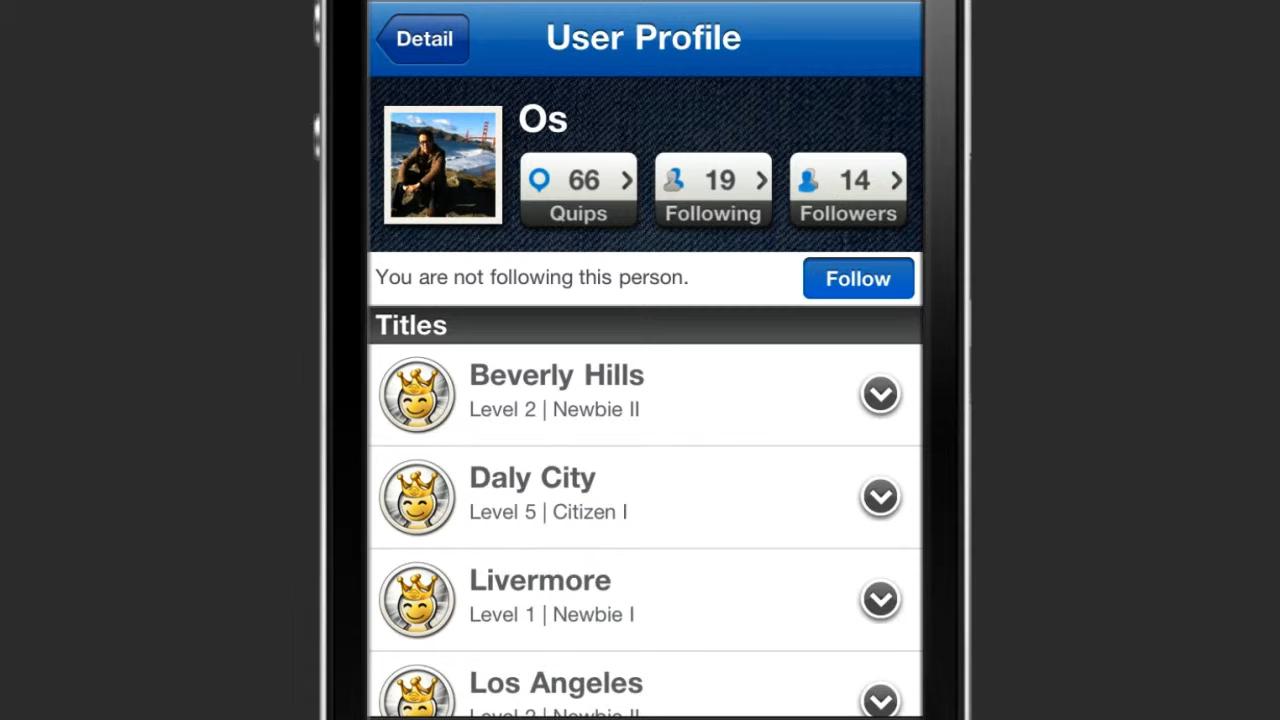 Detail
User Profile
Os
66
19
14
Quips
Following
Followers
You are not following this person.
Follow
Titles
Beverly Hills
Level 2 | Newbie II
Daly City
Level 5 | Citizen I
Livermore
Level 1 | Newbie I
Los Angeles
Level 2 | Newbie II